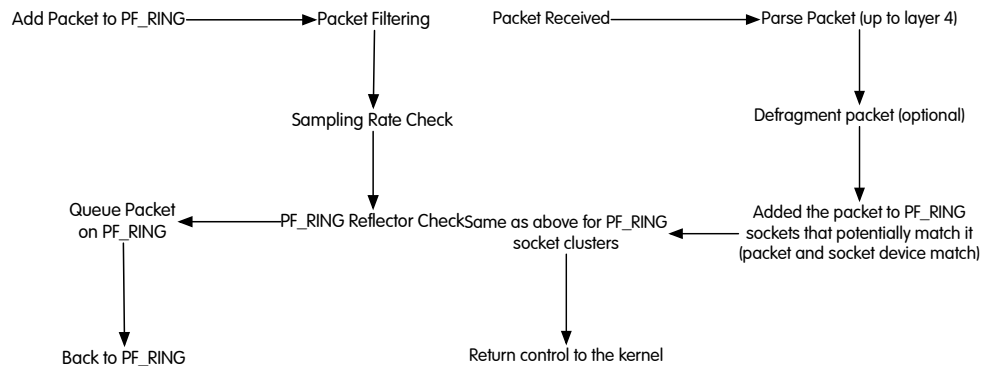 Add Packet to PF_RING
Packet Filtering
Sampling Rate Check
PF_RING Reflector Check
Queue Packet
on PF_RING
Back to PF_RING
Packet Received
Parse Packet (up to layer 4)
Defragment packet (optional)
Added the packet to PF_RING
sockets that potentially match it
(packet and socket device match)
Same as above for PF_RING
socket clusters
Return control to the kernel